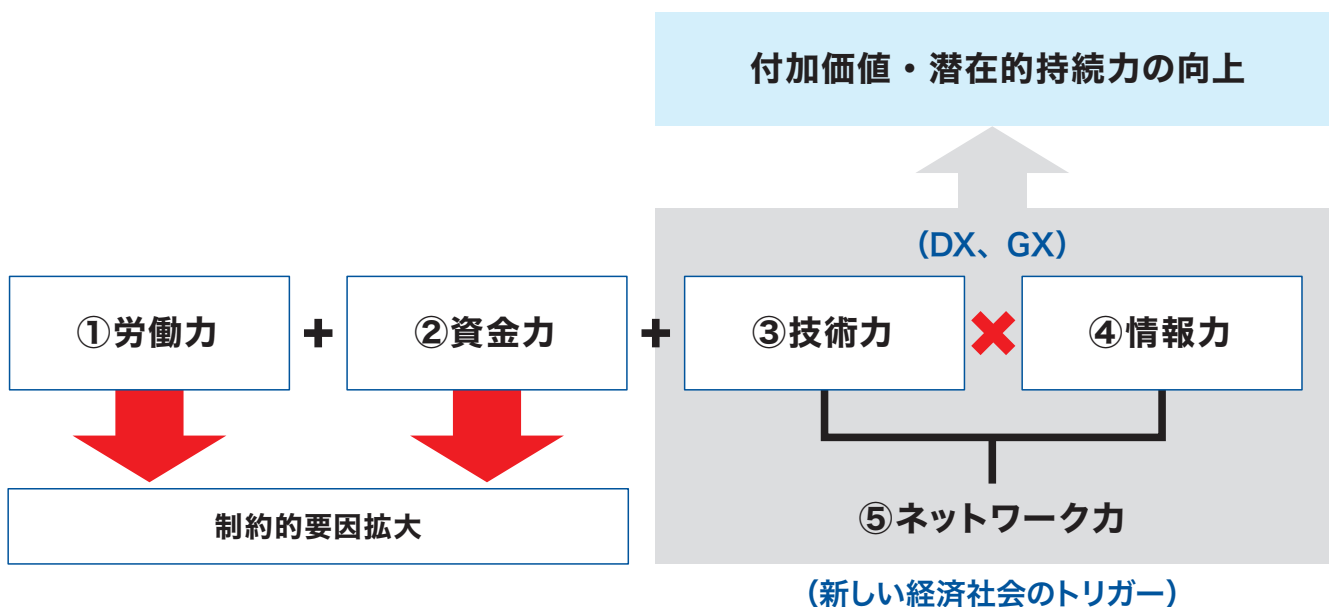 付加価値・潜在的持続力の向上
（DX、GX）
①労働力 + ②資金力 + ③技術力 × ④情報力
制約的要因拡大
⑤ネットワーク力
（新しい経済社会のトリガー）